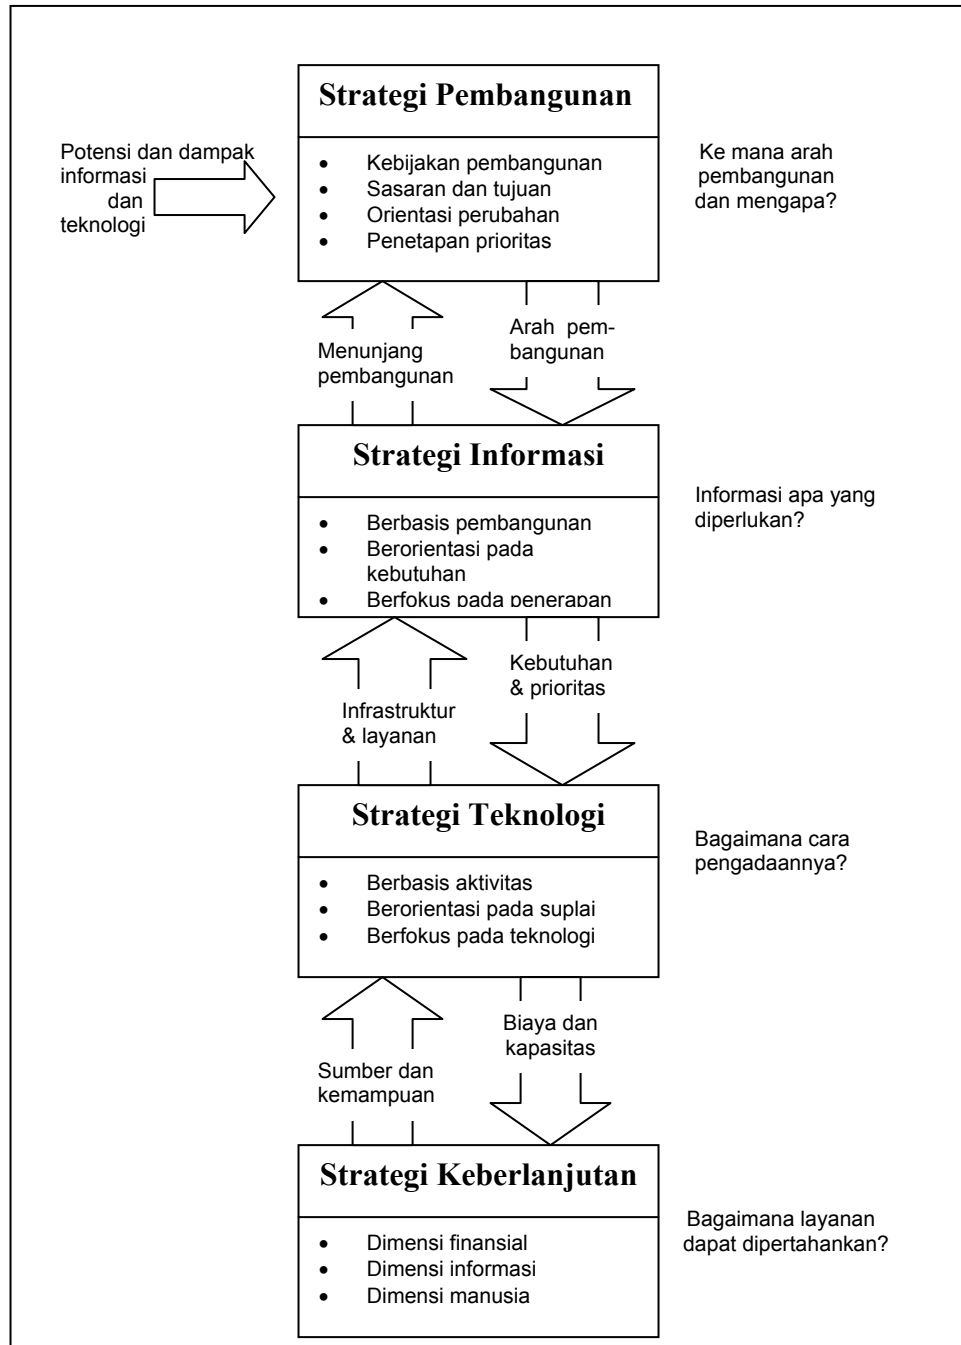 Strategi Pembangunan
Potensi dan dampak
informasi
dan
teknologi
• Kebijakan pembangunan
• Sasaran dan tujuan
• Orientasi perubahan
• Penetapan prioritas
Ke mana arah
pembangunan
dan mengapa?
Menunjang
pembangunan
Arah pem-
bangunan
Strategi Informasi
• Berbasis pembangunan
• Berorientasi pada
kebutuhan
• Berfokus pada penerapan
Informasi apa yang
diperlukan?
Infrastruktur
& layanan
Kebutuhan
& prioritas
Strategi Teknologi
• Berbasis aktivitas
• Berorientasi pada suplai
• Berfokus pada teknologi
Bagaimana cara
pengadaannya?
Sumber dan
kemampuan
Biaya dan
kapasitas
Strategi Keberlanjutan
• Dimensi finansial
• Dimensi informasi
• Dimensi manusia
Bagaimana layanan
dapat dipertahankan?